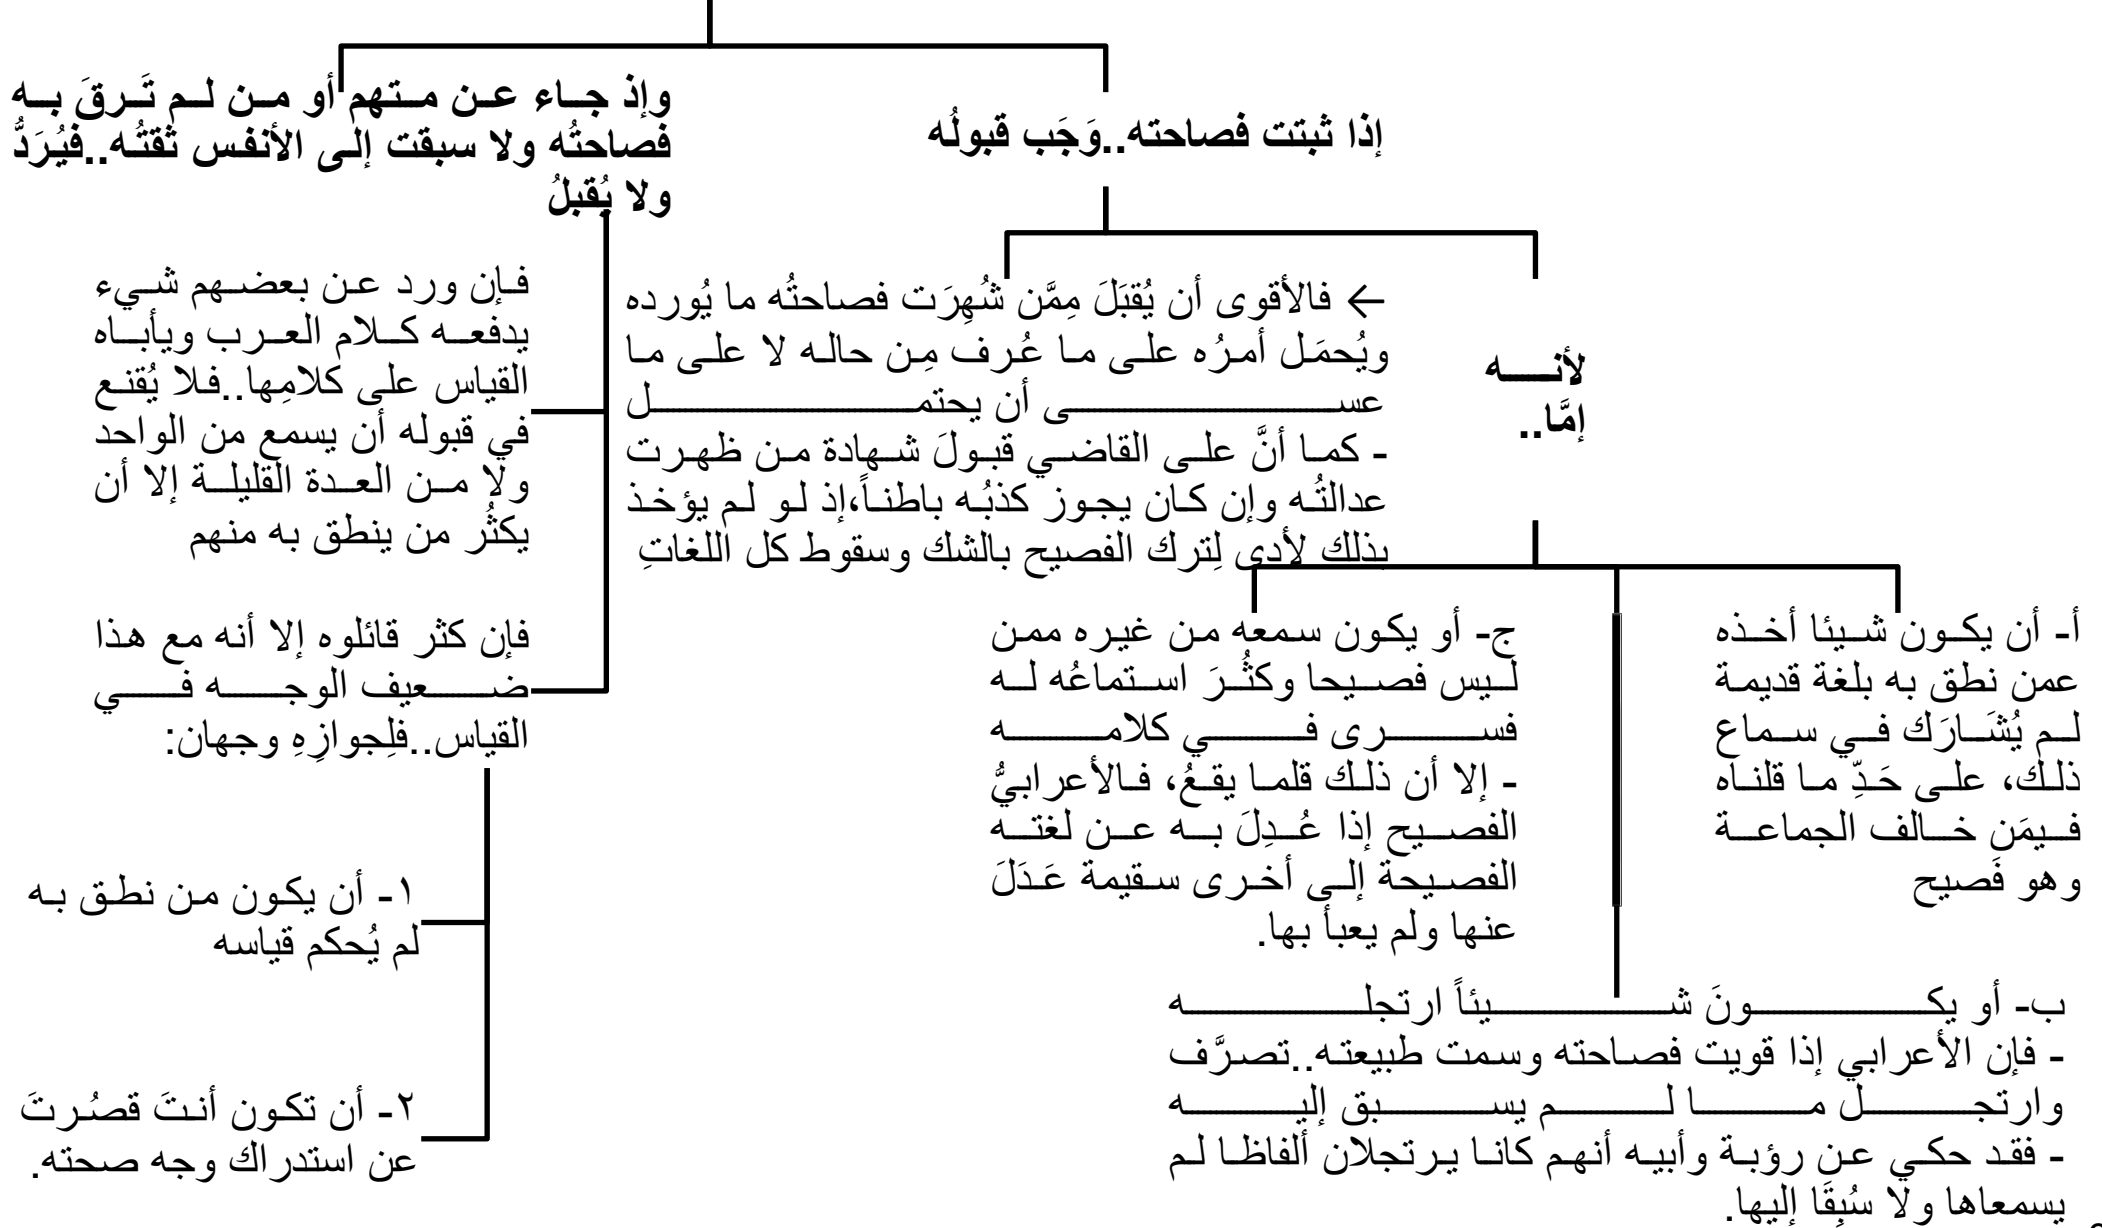 إذا ثبتت فصاحته..وَجَب قبولُه
وإذ جاء عن متهم أو من لم تَرقَ به
فصاحتُه ولا سبقت إلى الأنفس ثقتُه..فيُرَدُّ
ولا يُقبلُ
← فالأقوى أن يُقبَلَ مِمَّن شُهِرَت فصاحتُه ما يُورده
ويُحمَل أمرُه على ما عُرف مِن حاله لا على ما
عسى أن يحتمل
- كما أنَّ على القاضي قبولَ شهادة من ظهرت
عدالتُه وإن كان يجوز كذبُه باطناً،إذ لو لم يؤخذ
بذلك لأدى لِترك الفصيح بالشك وسقوط كل اللغاتِ
لأنه
إمَّا..
أ- أن يكون شيئا أخذه
عمن نطق به بلغة قديمة
لم يُشَارَك في سماع
ذلك، على حَدِّ ما قلناه
فيمَن خالف الجماعة
وهو فَصيح
ب- أو يكونَ شيئاً ارتجله
- فإن الأعرابي إذا قويت فصاحته وسمت طبيعته..تصرَّف
وارتجل ما لم يسبق إليه
- فقد حكي عن رؤبة وأبيه أنهم كانا يرتجلان ألفاظا لم
يسمعاها ولا سُبِقَا إليها.
ج- أو يكون سمعه من غيره ممن
ليس فصيحا وكثُرَ استماعُه له
فسرى في كلامه
- إلا أن ذلك قلما يقعُ، فالأعرابيُّ
الفصيح إذا عُدِلَ به عن لغته
الفصيحة إلى أخرى سقيمة عَدَلَ
عنها ولم يعبأ بها.
فإن ورد عن بعضهم شيء
يدفعه كلام العرب ويأباه
القياس على كلامِها..فلا يُقنع
في قبوله أن يسمع من الواحد
ولا من العدة القليلة إلا أن
يكثُر من ينطق به منهم
فإن كثر قائلوه إلا أنه مع هذا
ضعيف الوجه في
القياس..فلِجوازِهِ وجهان:
١- أن يكون من نطق به
لم يُحكم قياسه
٢- أن تكون أنتَ قصُرتَ
عن استدراك وجه صحته.